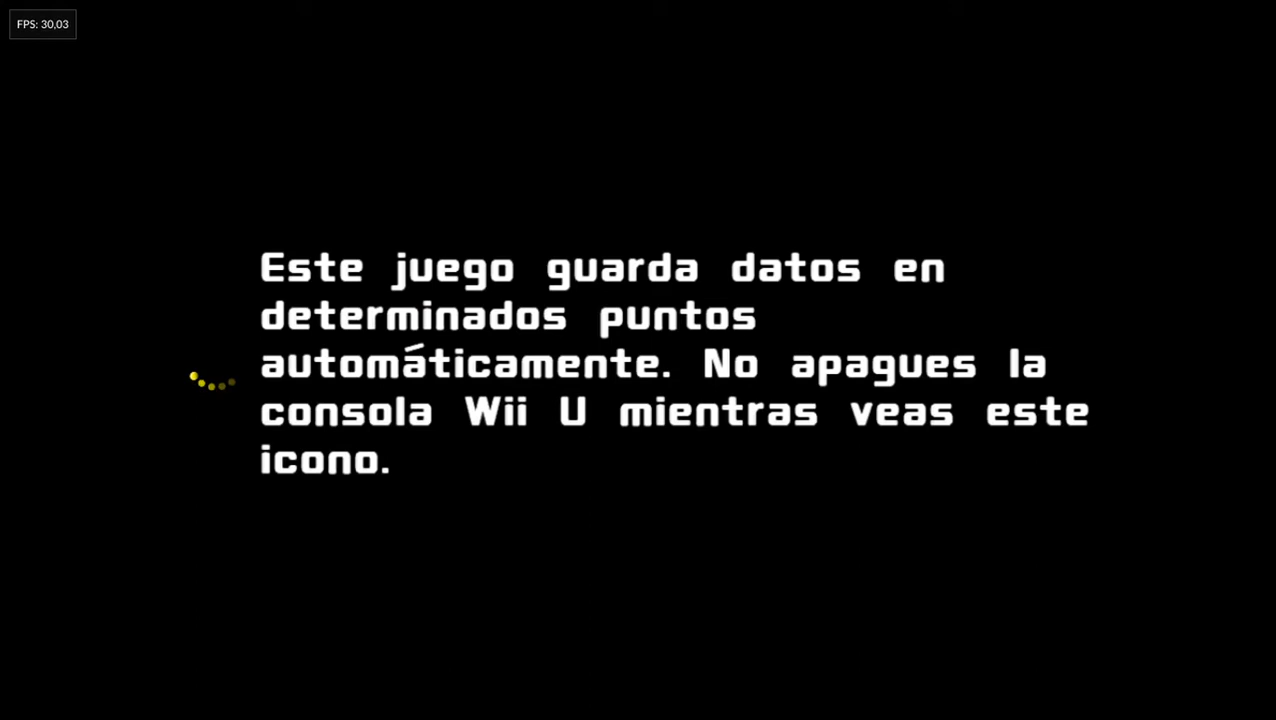 FPS: 30,03
Este juego guarda datos en
determinados puntos
automáticamente. No apagues la
consola Wii U mientras veas este
icono.